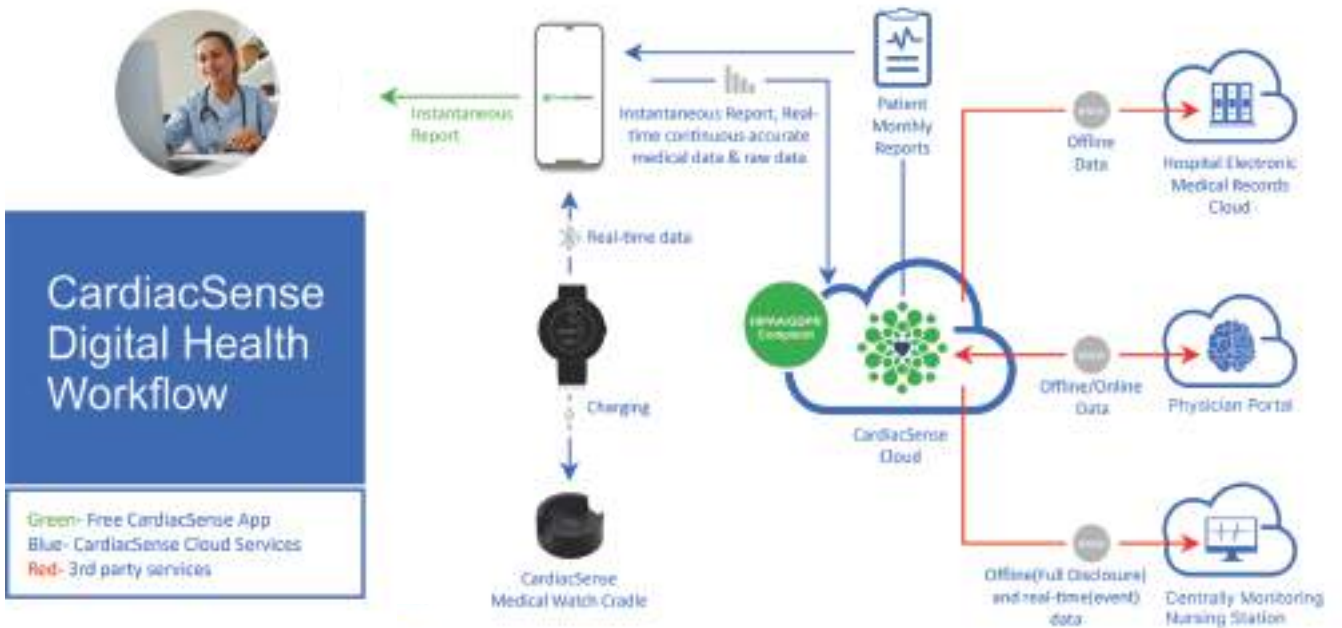 Instantaneous
Report
Instantaneous Report, Real-
time continuous accurate
medical data & raw data
Patient
Monthly
Reports
Offline
Data
Hospital Electronic
Medical Records
Cloud
Real-time data
CardiacSense
Digital Health
Workflow
HIPAA/GDPR
Compliant
Charging
CardiacSense
Cloud
Offline/Online
Data
Physician Portal
Green- Free CardiacSense App
Blue- CardiacSense Cloud Services
Red- 3rd party services
CardiacSense
Medical Watch Cradle
Offline(Full Disclosure)
and real-time(event)
data
Centrally Monitoring
Nursing Station